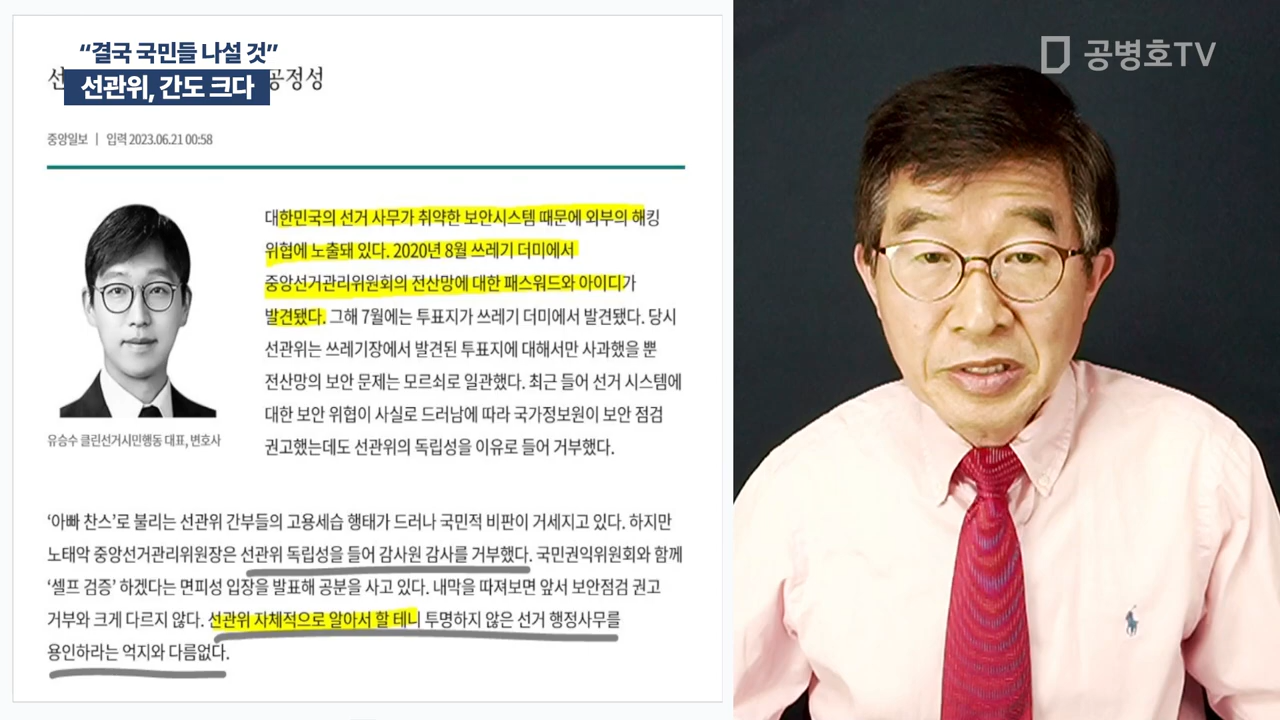 “결국 국민들 나설 것”
선관위, 간도 크다
공정성
중앙일보 | 입력 2023.06.21 00:58
대한민국의 선거 사무가 취약한 보안시스템 때문에 외부의 해킹
위협에 노출돼 있다. 2020년 8월 쓰레기 더미에서
중앙선거관리위원회의 전산망에 대한 패스워드와 아이디가
발견됐다. 그해 7월에는 투표지가 쓰레기 더미에서 발견됐다. 당시
선관위는 쓰레기장에서 발견된 투표지에 대해서만 사과했을 뿐
전산망의 보안 문제는 모르쇠로 일관했다. 최근 들어 선거 시스템에
대한 보안 위협이 사실로 드러남에 따라 국가정보원이 보안 점검
권고했는데도 선관위의 독립성을 이유로 들어 거부했다.
유승수 클린선거시민행동 대표, 변호사
‘아빠 찬스’로 불리는 선관위 간부들의 고용세습 행태가 드러나 국민적 비판이 거세지고 있다. 하지만
노태악 중앙선거관리위원장은 선관위 독립성을 들어 감사원 감사를 거부했다. 국민권익위원회와 함께
‘셀프 검증’ 하겠다는 면피성 입장을 발표해 공분을 사고 있다. 내막을 따져보면 앞서 보안점검 권고
거부와 크게 다르지 않다. 선관위 자체적으로 알아서 할 테니 투명하지 않은 선거 행정사무를
용인하라는 억지와 다름없다.
공병호TV